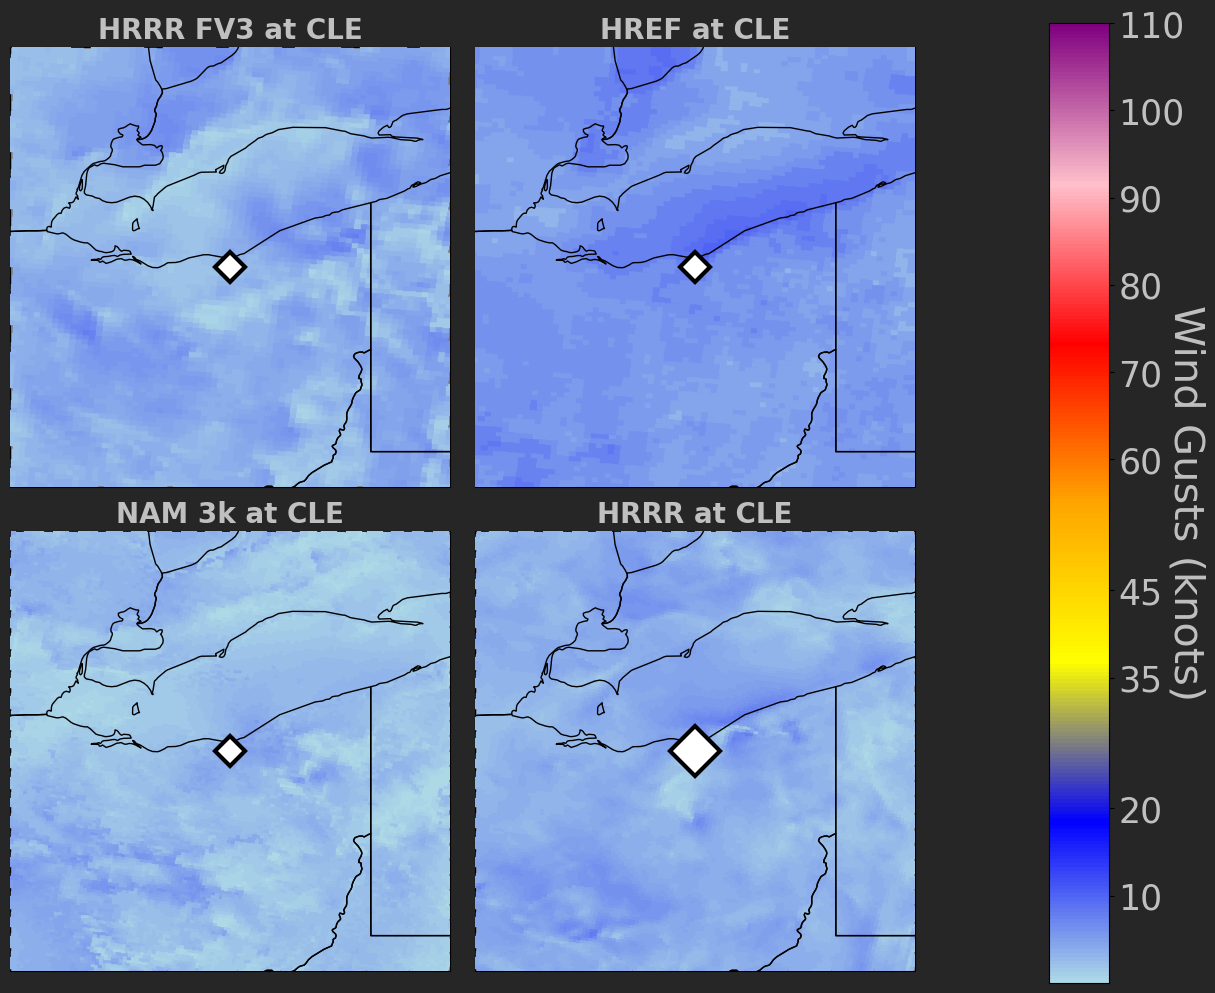 HRRR FV3 at CLE
HREF at CLE
NAM 3k at CLE
HRRR at CLE
110
100
90
80
70
60
45
35
20
10
Wind Gusts (knots)